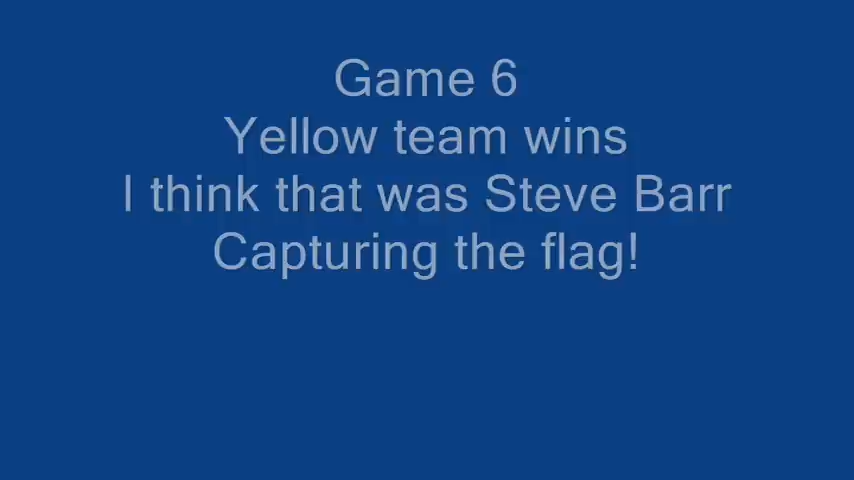 Game 6
Yellow team wins
I think that was Steve Barr
Capturing the flag!